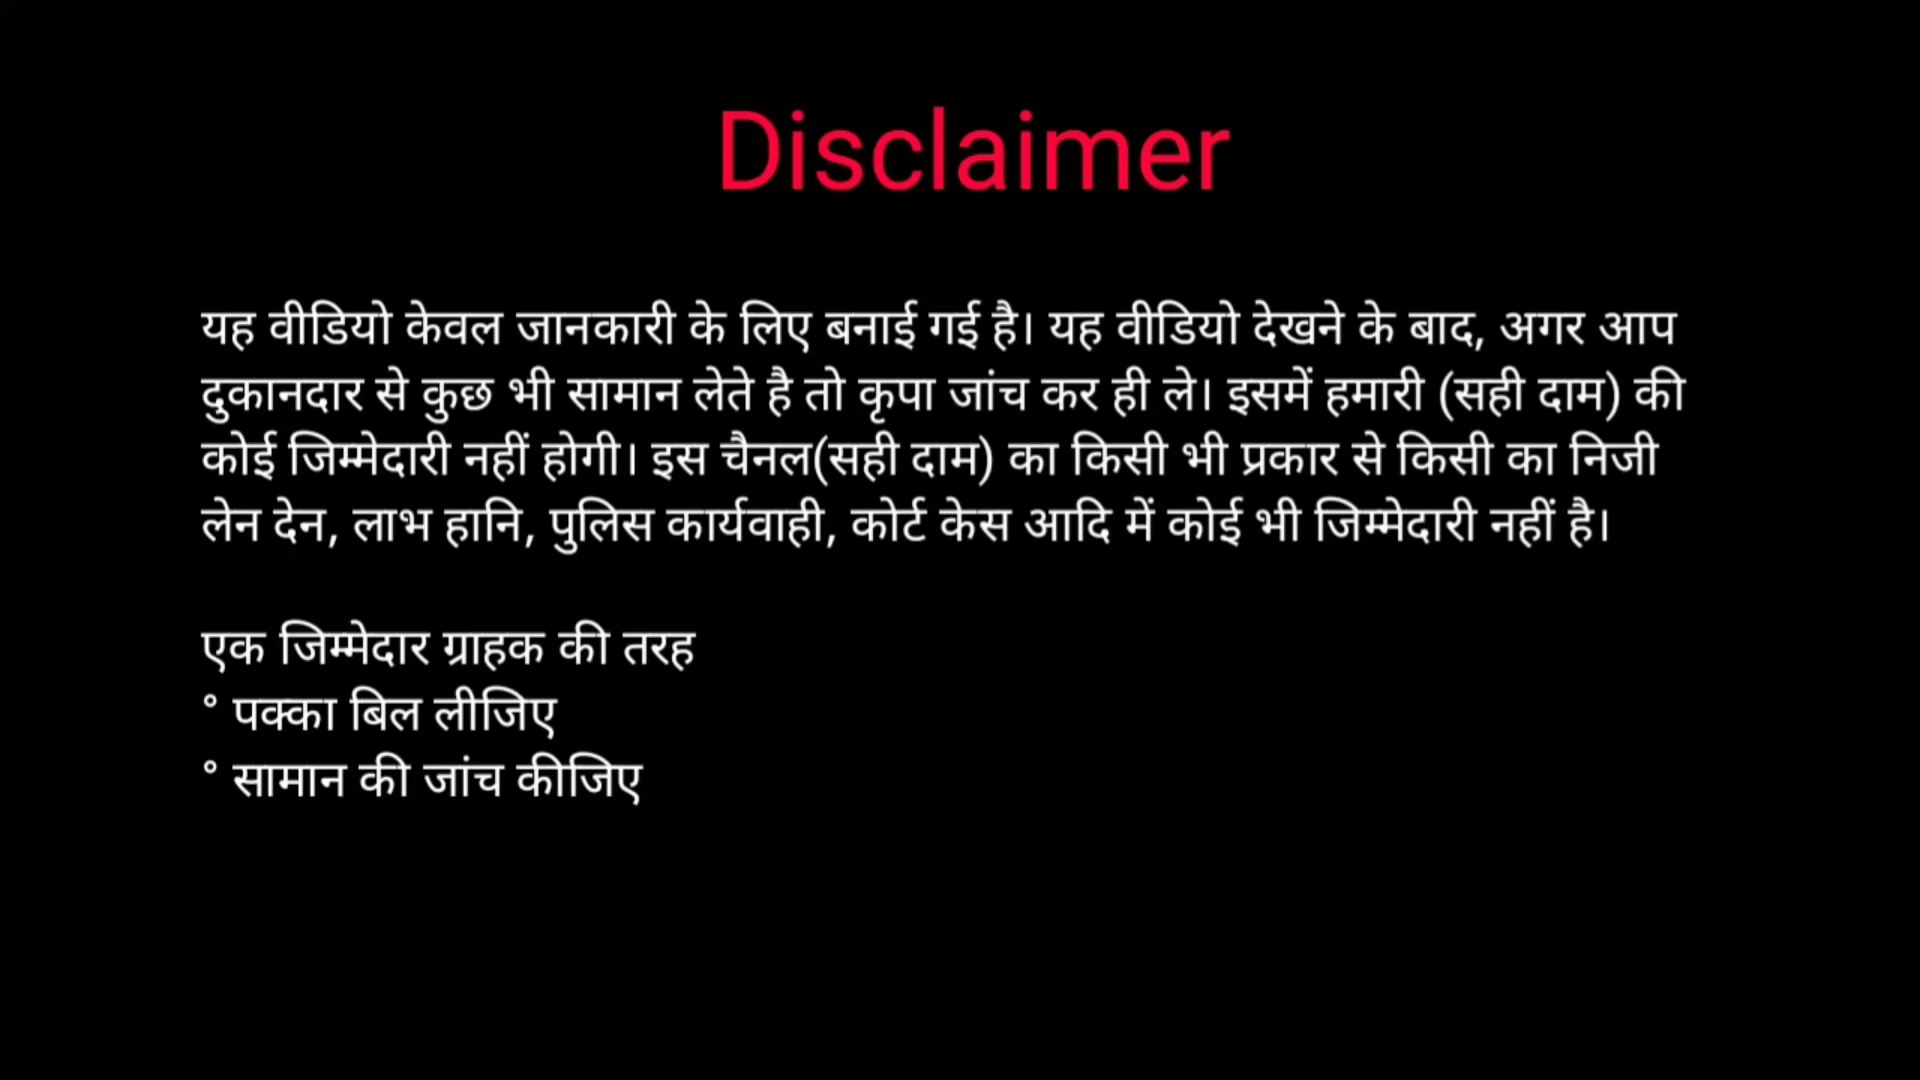 Disclaimer
यह वीडियो केवल जानकारी के लिए बनाई गई है। यह वीडियो देखने के बाद, अगर आप
दुकानदार से कुछ भी सामान लेते है तो कृपा जांच कर ही ले। इसमें हमारी (सही दाम) की
कोई जिम्मेदारी नहीं होगी। इस चैनल(सही दाम) का किसी भी प्रकार से किसी का निजी
लेन देन, लाभ हानि, पुलिस कार्यवाही, कोर्ट केस आदि में कोई भी जिम्मेदारी नहीं है।
एक जिम्मेदार ग्राहक की तरह
° पक्का बिल लीजिए
° सामान की जांच कीजिए